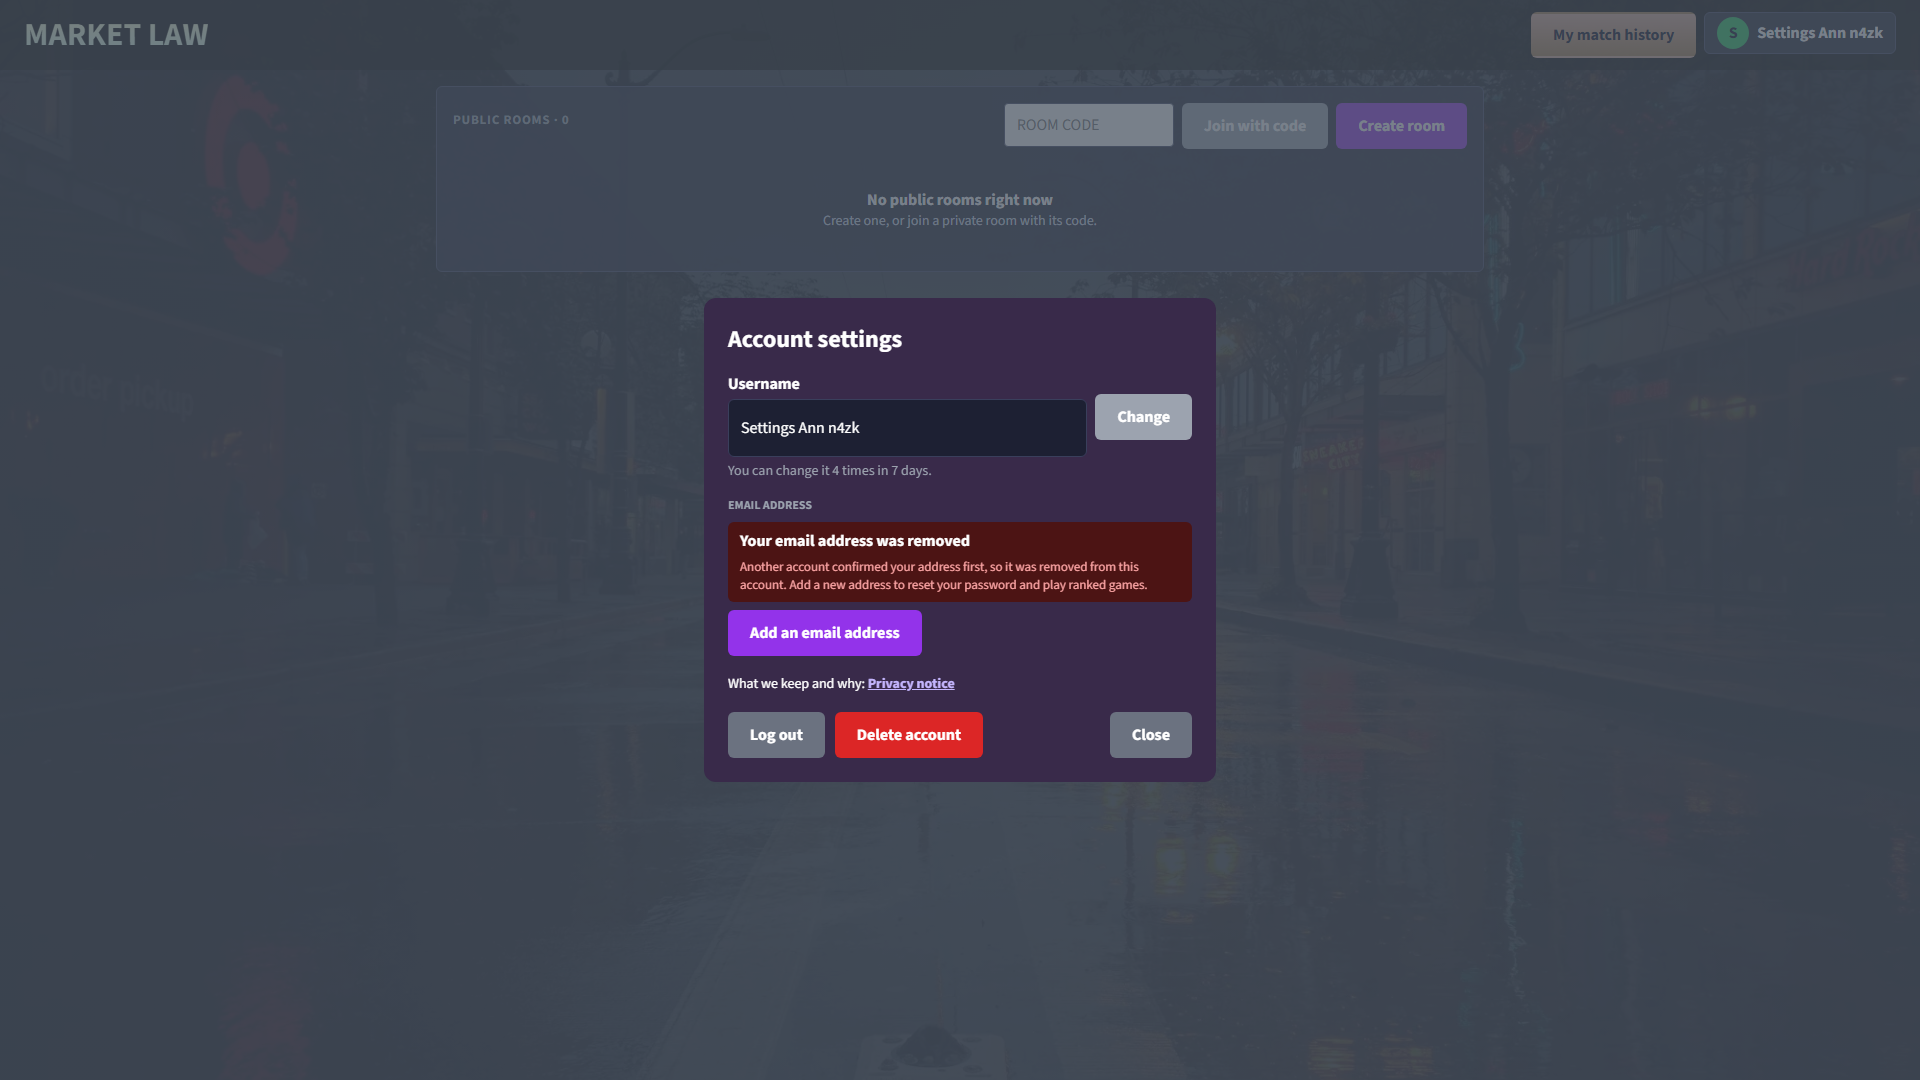 MARKET LAW
My match history
S
Settings Ann n4zk
PUBLIC ROOMS · 0
ROOM CODE
Join with code
Create room
No public rooms right now
Create one, or join a private room with its code.
order pickup
SNEAKER
CITY
Account settings
Username
Settings Ann n4zk
Change
You can change it 4 times in 7 days.
EMAIL ADDRESS
Your email address was removed
Another account confirmed your address first, so it was removed from this
account. Add a new address to reset your password and play ranked games.
Add an email address
What we keep and why: Privacy notice
Log out
Delete account
Close